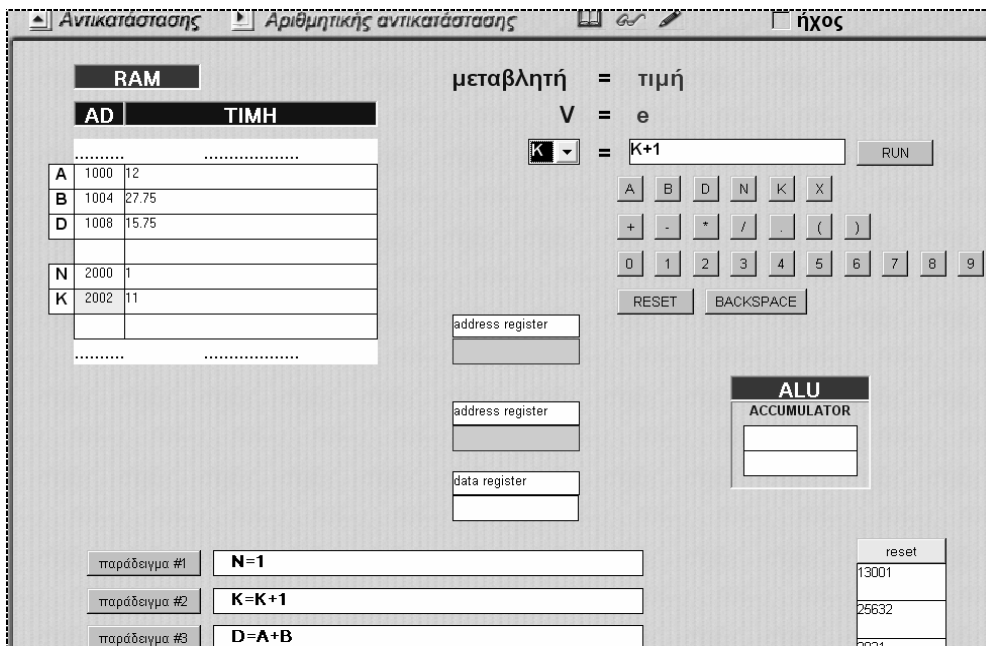 Αντικατάστασης Αριθμητικής αντικατάστασης ήχος
RAM
AD ΤΙΜΗ
.......... ...................
A 1000 12
B 1004 27.75
D 1008 15.75
N 2000 1
K 2002 11
.......... ...................
μεταβλητή = τιμή
V = e
K = K+1 RUN
A B D N K X
+ - * / . ( )
0 1 2 3 4 5 6 7 8 9
RESET BACKSPACE
address register
address register
data register
ALU
ACCUMULATOR
παράδειγμα #1 N=1
παράδειγμα #2 K=K+1
παράδειγμα #3 D=A+B
reset
13001
25632